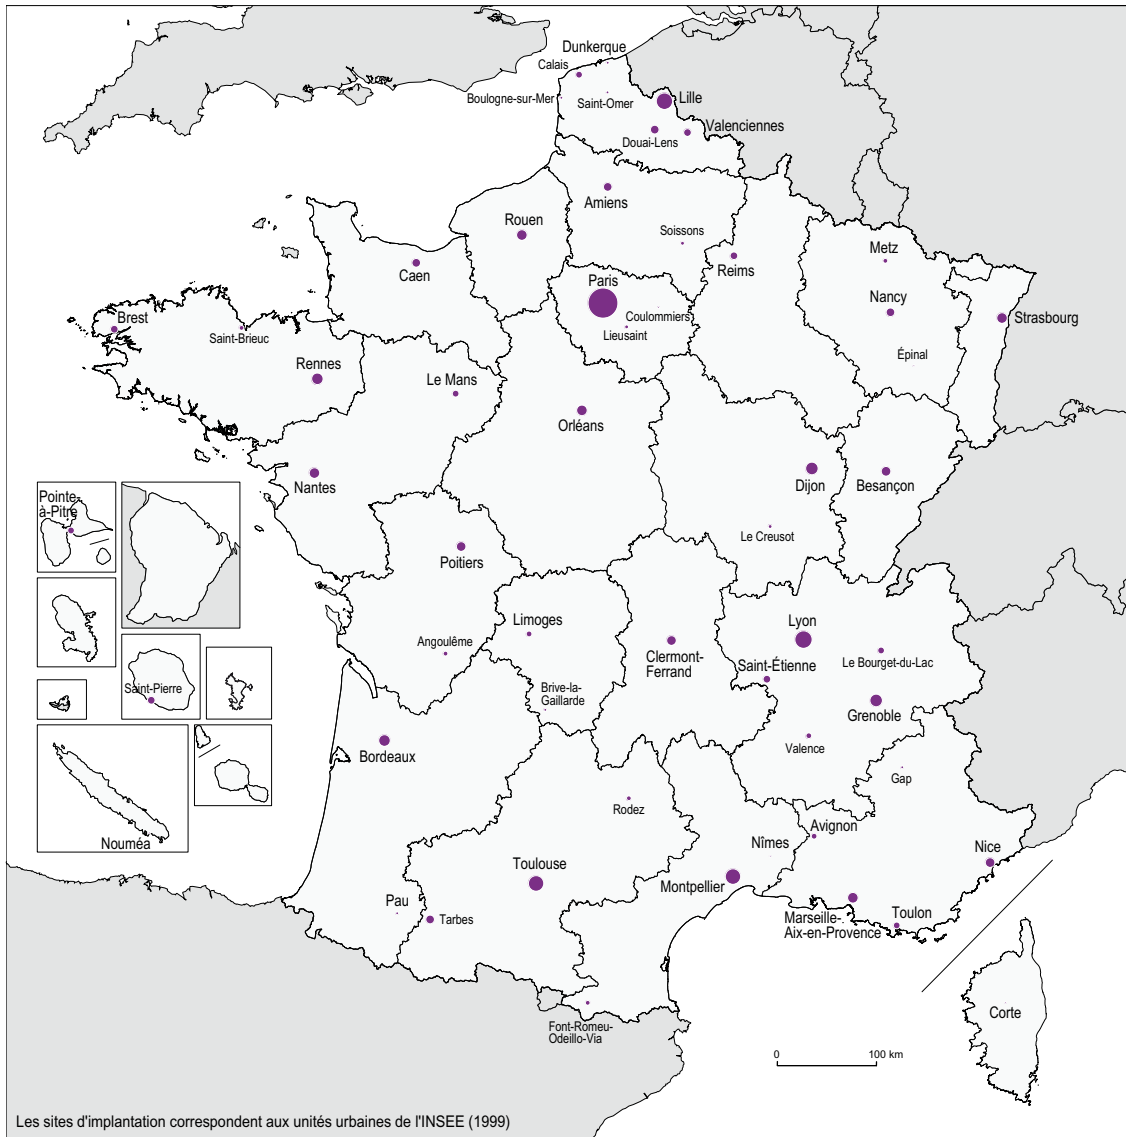 Dunkerque
Calais
Boulogne-sur-Mer
Saint-Omer
Lille
Valenciennes
Douai-Lens
Amiens
Rouen
Soissons
Metz
Caen
Reims
Paris
Nancy
Coulommiers
Strasbourg
Brest
Saint-Brieuc
Lieusaint
Épinal
Rennes
Le Mans
Orléans
Nantes
Dijon
Besançon
Pointe-
à-Pitre
Le Creusot
Poitiers
Limoges
Lyon
Angoulême
Clermont-
Ferrand
Saint-Étienne
Le Bourget-du-Lac
Saint-Pierre
Brive-la-
Gaillarde
Grenoble
Bordeaux
Valence
Gap
Rodez
Avignon
Nouméa
Nîmes
Nice
Toulouse
Montpellier
Pau
Tarbes
Marseille-
Aix-en-Provence
Toulon
Corte
Font-Romeu-
Odeillo-Via
0 100 km
Les sites d'implantation correspondent aux unités urbaines de l'INSEE (1999)